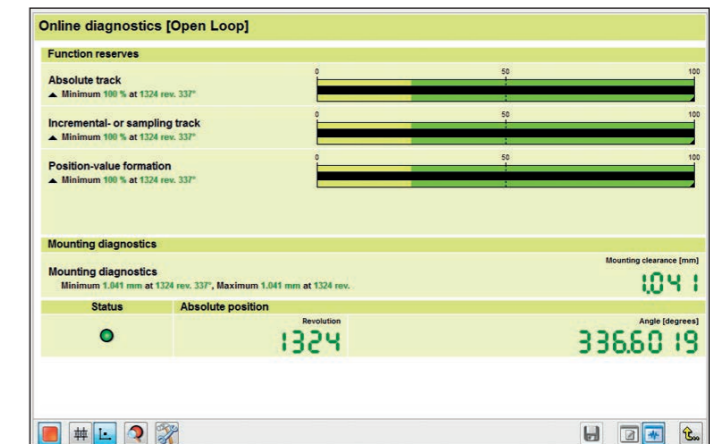 Online diagnostics [Open Loop]
Function reserves
Absolute track
Minimum 100 % at 1324 rev. 337°
0 50 100
Incremental- or sampling track
Minimum 100 % at 1324 rev. 337°
0 50 100
Position-value formation
Minimum 100 % at 1324 rev. 337°
0 50 100
Mounting diagnostics
Mounting clearance [mm]
Mounting diagnostics
Minimum 1.041 mm at 1324 rev. 337°, Maximum 1.041 mm at 1324 rev.
1.041
Status Absolute position
Revolution Angle [degrees]
1324 336.6019